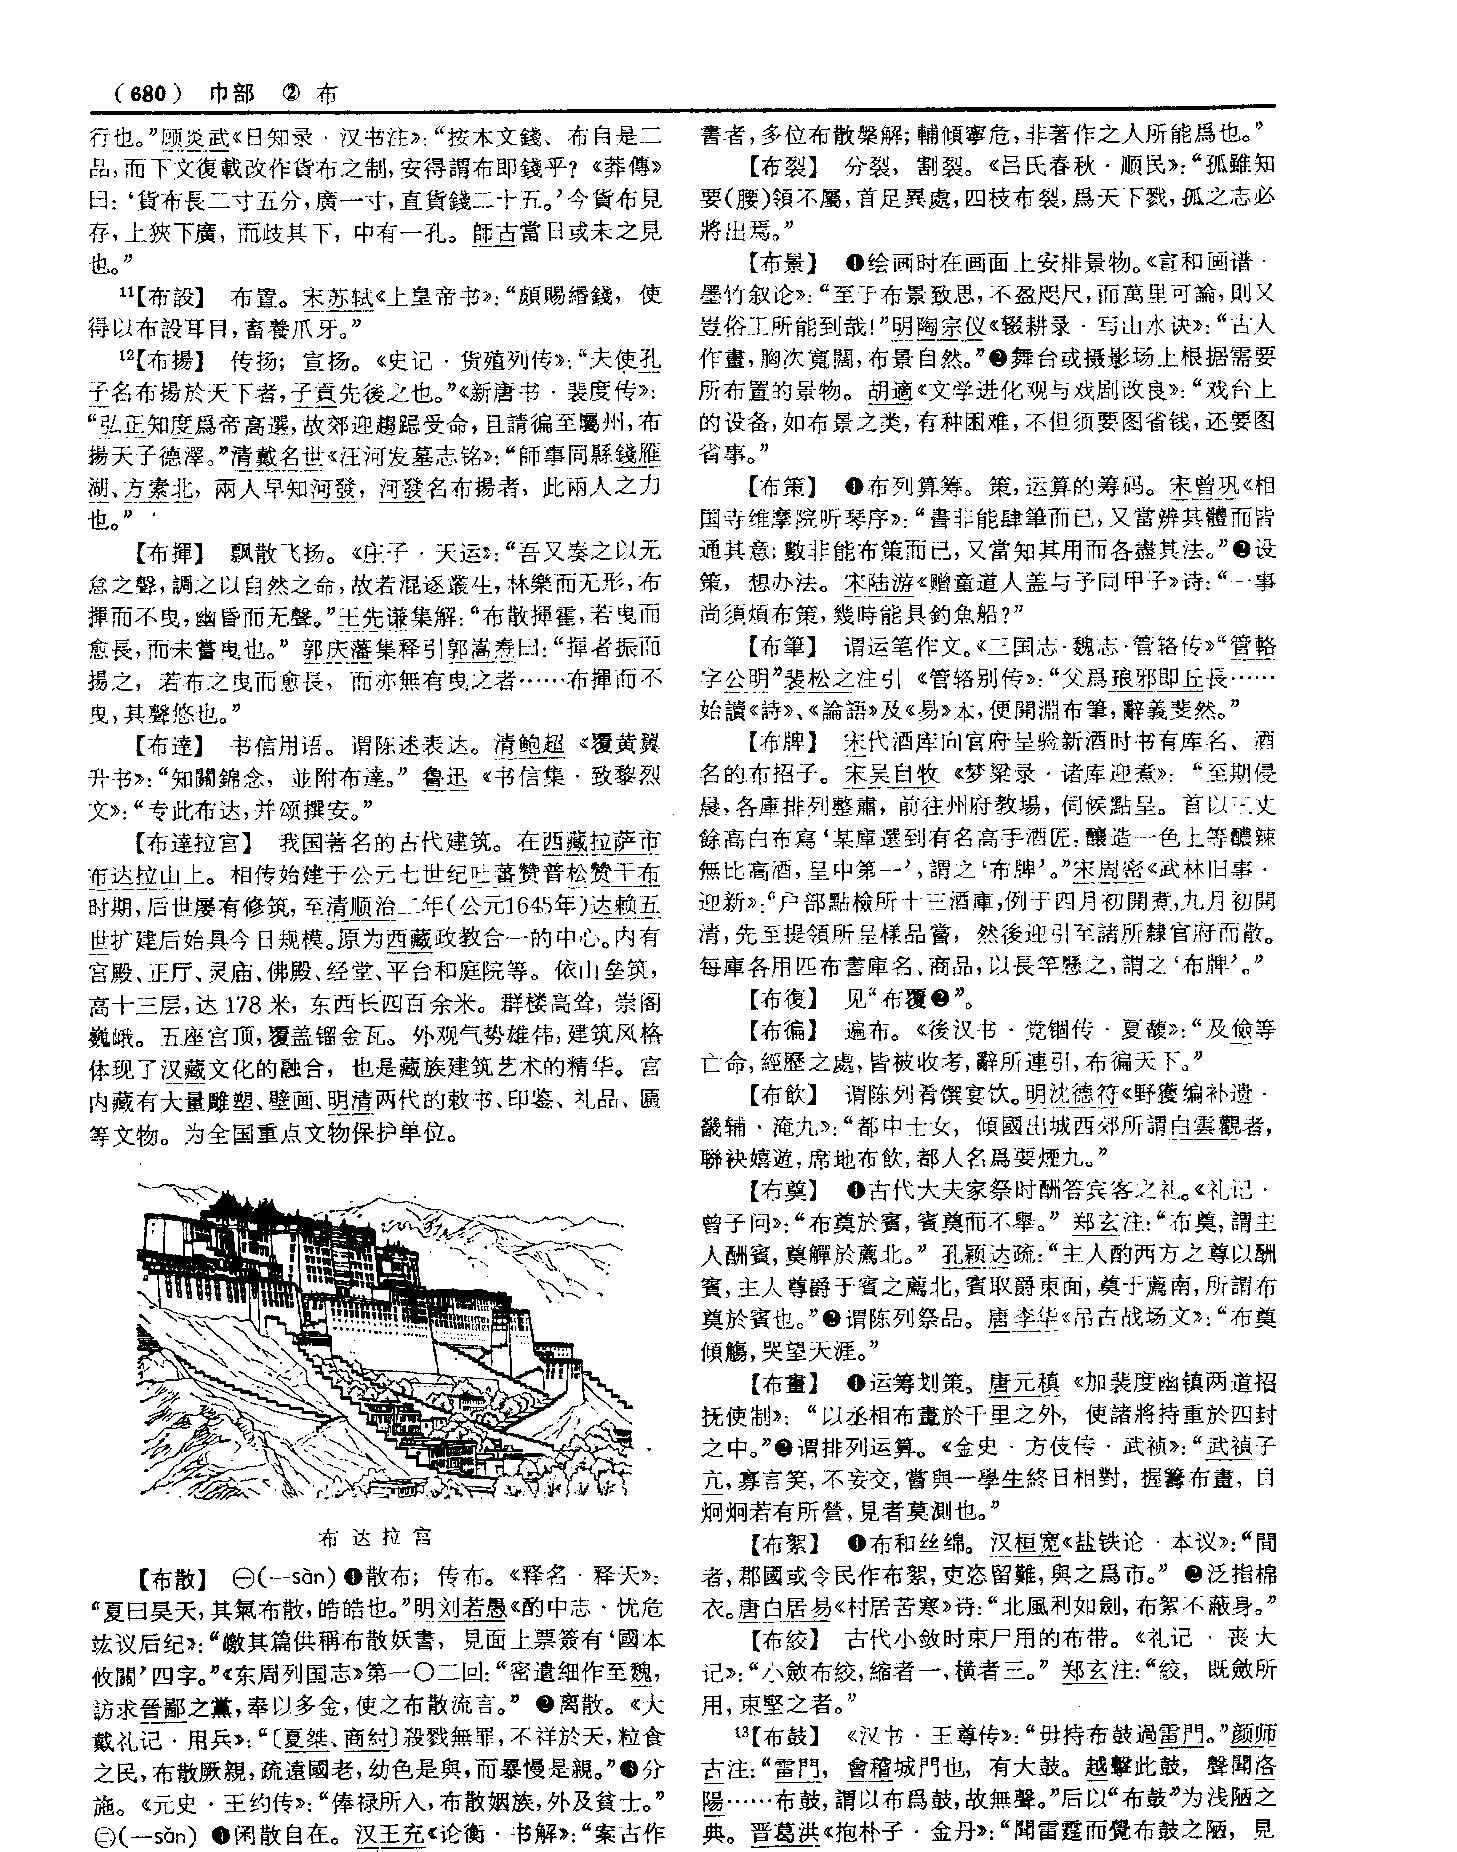 （680） 巾部 ② 布
行也。”顾炎武《日知录·汉书注》：“按本文錢、布自是二
品，而下文復載改作貨布之制，安得謂布即錢乎？《莽傳》
曰：‘貨布長二寸五分，廣一寸，直貨錢二十五。’今貨布見
存，上狹下廣，而歧其下，中有一孔。師古當日或未之見
也。”
¹¹【布設】 布置。宋苏轼《上皇帝书》：“頗賜緡錢，使
得以布設耳目，畜養爪牙。”
¹²【布揚】 传扬；宣扬。《史记·货殖列传》：“夫使孔
子名布揚於天下者，子貢先後之也。”《新唐书·裴度传》：
“弘正知度爲帝高選，故郊迎趨跽受命，且請徧至屬州，布
揚天子德澤。”清戴名世《汪河发墓志铭》：“師事同縣錢雁
湖、方素北，兩人早知河發，河發名布揚者，此兩人之力
也。”
【布揮】 飘散飞扬。《庄子·天运》：“吾又奏之以无
怠之聲，調之以自然之命，故若混逐叢生，林樂而无形，布
揮而不曳，幽昏而无聲。”王先谦集解：“布散揮霍，若曳而
愈長，而未嘗曳也。”郭庆藩集释引郭嵩焘曰：“揮者振而
揚之，若布之曳而愈長，而亦無有曳之者……布揮而不
曳，其聲悠也。”
【布達】 书信用语。谓陈述表达。清鲍超《覆黄翼
升书》：“知關錦念，並附布達。”鲁迅《书信集·致黎烈
文》：“专此布达，并颂撰安。”
【布達拉宫】 我国著名的古代建筑。在西藏拉萨市
布达拉山上。相传始建于公元七世纪吐蕃赞普松赞干布
时期，后世屡有修筑，至清顺治二年（公元1645年）达赖五
世扩建后始具今日规模。原为西藏政教合一的中心。内有
宫殿、正厅、灵庙、佛殿、经堂、平台和庭院等。依山垒筑，
高十三层，达178米，东西长四百余米。群楼高耸，崇阁
巍峨。五座宫顶，覆盖镏金瓦。外观气势雄伟，建筑风格
体现了汉藏文化的融合，也是藏族建筑艺术的精华。宫
内藏有大量雕塑、壁画、明清两代的敕书、印鉴、礼品、匾
等文物。为全国重点文物保护单位。
布达拉宫
【布散】 ㊀(—sàn)❶散布；传布。《释名·释天》：
“夏曰昊天，其氣布散，皓皓也。”明刘若愚《酌中志·忧危
竑议后纪》：“繳其篇供稱布散妖書，見面上票簽有‘國本
攸關’四字。”《东周列国志》第一〇二回：“密遣細作至魏，
訪求晉鄙之黨，奉以多金，使之布散流言。”❷离散。《大
戴礼记·用兵》：“〔夏桀、商紂〕殺戮無罪，不祥於天，粒食
之民，布散厥親，疏遠國老，幼色是與，而暴慢是親。”❸分
施。《元史·王约传》：“俸禄所入，布散姻族，外及貧士。”
㊁(—sǎn) ❶闲散自在。汉王充《论衡·书解》：“案古作
書者，多位布散槃解；輔傾寧危，非著作之人所能爲也。”
【布裂】 分裂，割裂。《吕氏春秋·顺民》：“孤雖知
要（腰）領不屬，首足異處，四枝布裂，爲天下戮，孤之志必
將出焉。”
【布景】 ❶绘画时在画面上安排景物。《宣和画谱·
墨竹叙论》：“至于布景致思，不盈咫尺，而萬里可論，則又
豈俗工所能到哉！”明陶宗仪《辍耕录·写山水诀》：“古人
作畫，胸次寬闊，布景自然。”❷舞台或摄影场上根据需要
所布置的景物。胡適《文学进化观与戏剧改良》：“戏台上
的设备，如布景之类，有种困难，不但须要图省钱，还要图
省事。”
【布策】 ❶布列算筹。策，运算的筹码。宋曾巩《相
国寺维摩院听琴序》：“書非能肆筆而已，又當辨其體而皆
通其意；數非能布策而已，又當知其用而各盡其法。”❷设
策，想办法。宋陆游《赠童道人盖与予同甲子》诗：“一事
尚須煩布策，幾時能具釣魚船？”
【布筆】 谓运笔作文。《三国志·魏志·管辂传》“管輅
字公明”裴松之注引《管辂别传》：“父爲琅邪即丘長……
始讀《詩》、《論語》及《易》本，便開淵布筆，辭義斐然。”
【布牌】 宋代酒库向官府呈验新酒时书有库名、酒
名的布招子。宋吴自牧《梦粱录·诸库迎煮》：“至期侵
晨，各庫排列整肅，前往州府教場，伺候點呈。首以三丈
餘高白布寫‘某庫選到有名高手酒匠，釀造一色上等醲辣
無比高酒，呈中第一’，謂之‘布牌’。”宋周密《武林旧事·
迎新》：“户部點檢所十三酒庫，例于四月初開煮，九月初開
清，先至提領所呈樣品嘗，然後迎引至諸所隸官府而散。
每庫各用匹布書庫名、商品，以長竿懸之，謂之‘布牌’。”
【布復】 见“布覆❷”。
【布徧】 遍布。《後汉书·党锢传·夏馥》：“及儉等
亡命，經歷之處，皆被收考，辭所連引，布徧天下。”
【布飲】 谓陈列肴馔宴饮。明沈德符《野獲编补遗·
畿辅·淹九》：“都中士女，傾國出城西郊所謂白雲觀者，
聯袂嬉遊，席地布飲，都人名爲耍煙九。”
【布奠】 ❶古代大夫家祭时酬答宾客之礼。《礼记·
曾子问》：“布奠於賓，賓奠而不舉。”郑玄注：“布奠，謂主
人酬賓，奠觶於薦北。”孔颖达疏：“主人酌西方之尊以酬
賓，主人尊爵于賓之薦北，賓取爵東面，奠于薦南，所謂布
奠於賓也。”❷谓陈列祭品。唐李华《吊古战场文》：“布奠
傾觴，哭望天涯。”
【布畫】 ❶运筹划策。唐元稹《加裴度幽镇两道招
抚使制》：“以丞相布畫於千里之外，使諸將持重於四封
之中。”❷谓排列运算。《金史·方伎传·武祯》：“武禎子
亢，寡言笑，不妄交，嘗與一學生終日相對，握籌布畫，目
炯炯若有所營，見者莫測也。”
【布絮】 ❶布和丝绵。汉桓宽《盐铁论·本议》：“間
者，郡國或令民作布絮，吏恣留難，與之爲市。”❷泛指棉
衣。唐白居易《村居苦寒》诗：“北風利如劍，布絮不蔽身。”
【布絞】 古代小敛时束尸用的布带。《礼记·丧大
记》：“小斂布絞，縮者一，横者三。”郑玄注：“絞，既斂所
用，束堅之者。”
¹³【布鼓】 《汉书·王尊传》：“毋持布鼓過雷門。”颜师
古注：“雷門，會稽城門也，有大鼓。越擊此鼓，聲聞洛
陽……布鼓，謂以布爲鼓，故無聲。”后以“布鼓”为浅陋之
典。晋葛洪《抱朴子·金丹》：“聞雷霆而覺布鼓之陋，見